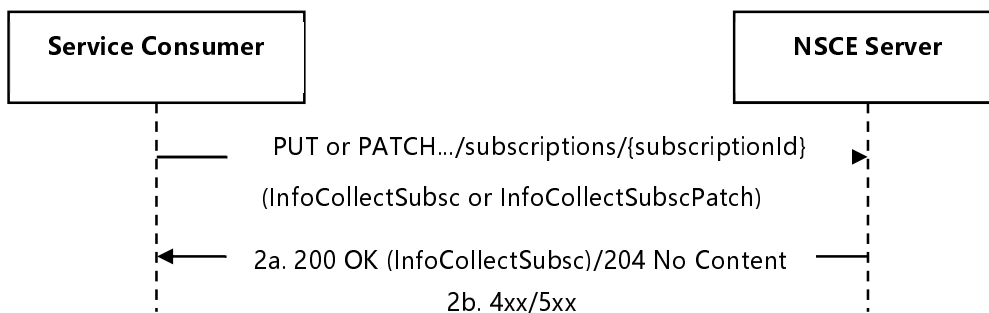 Service Consumer
NSCE Server
PUT or PATCH.../subscriptions/{subscriptionId}
(InfoCollectSubsc or InfoCollectSubscPatch)
2a. 200 OK (InfoCollectSubsc)/204 No Content
2b. 4xx/5xx